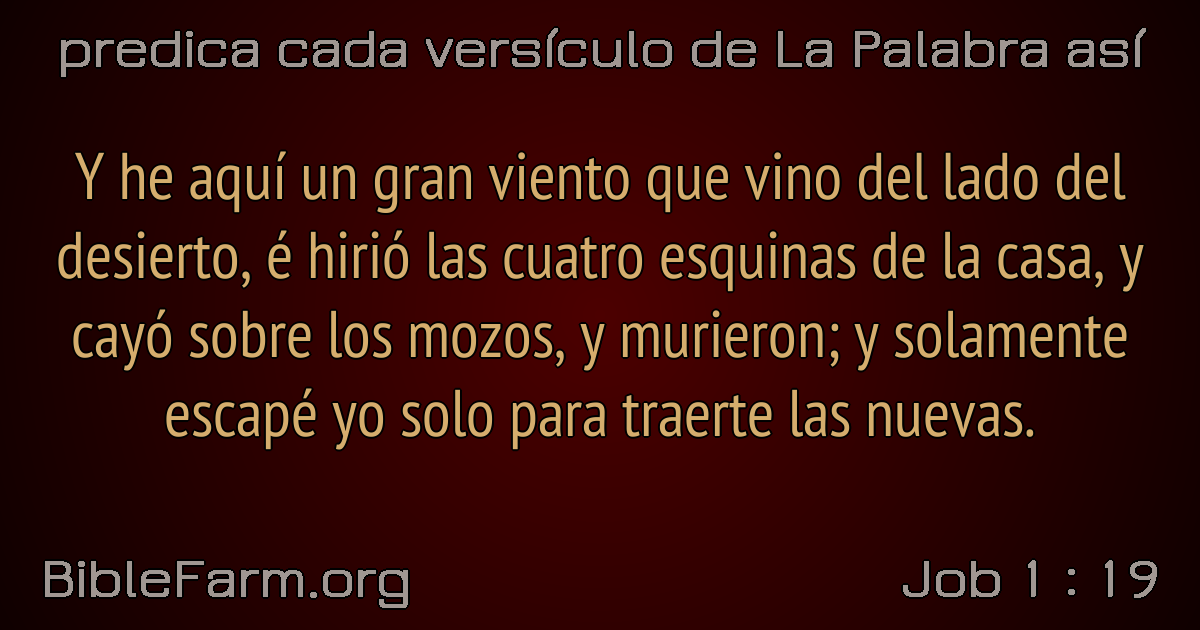 predica cada versículo de La Palabra así
Y he aquí un gran viento que vino del lado del
desierto, é hirió las cuatro esquinas de la casa, y
cayó sobre los mozos, y murieron; y solamente
escapé yo solo para traerte las nuevas.
BibleFarm.org
Job 1 : 19